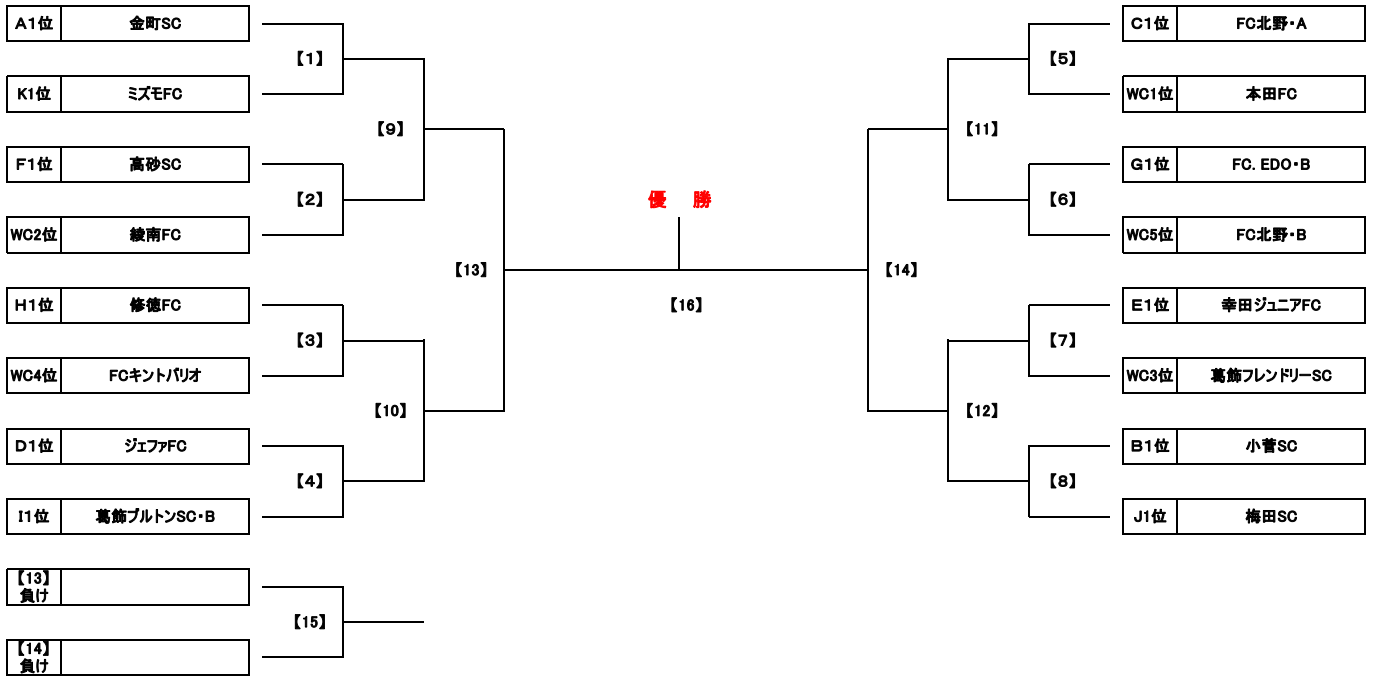 A1位 金町SC
【1】
K1位 ミズモFC
【9】
F1位 高砂SC
【2】
WC2位 綾南FC
【13】
H1位 修徳FC
【3】
WC4位 FCキントバリオ
【10】
D1位 ジェファFC
【4】
I1位 葛飾ブルトンSC・B
【13】
負け
【15】
【14】
負け
優 勝
【16】
C1位 FC北野・A
【5】
WC1位 本田FC
【11】
G1位 FC.EDO・B
【6】
WC5位 FC北野・B
【14】
E1位 幸田ジュニアFC
【7】
WC3位 葛飾フレンドリーSC
【12】
B1位 小菅SC
【8】
J1位 梅田SC